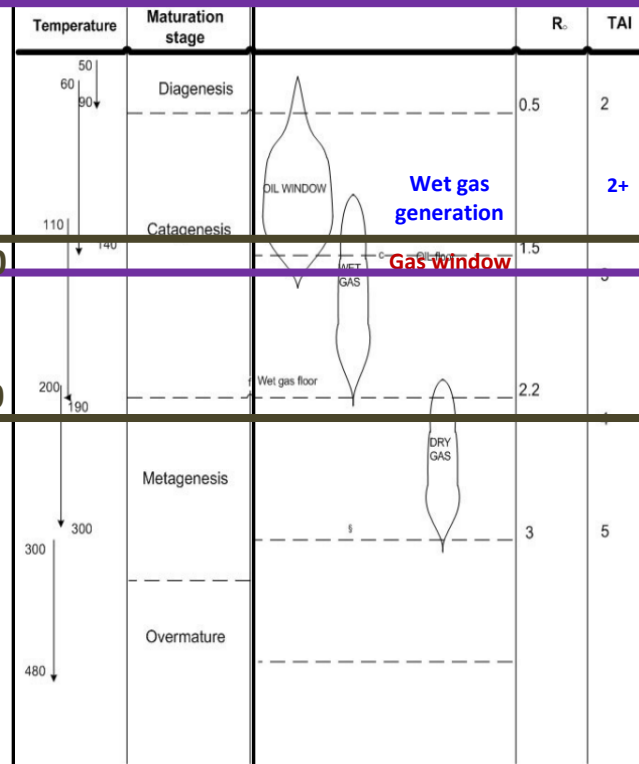 Temperature
Maturation
stage
R○
TAI
50
60
90
Diagenesis
0.5
2
OIL WINDOW
Wet gas
generation
2+
110
140
Catagenesis
1.5
Gas window
WET
GAS
Wet gas floor
200
190
2.2
DRY
GAS
Metagenesis
300
300
3
5
Overmature
480